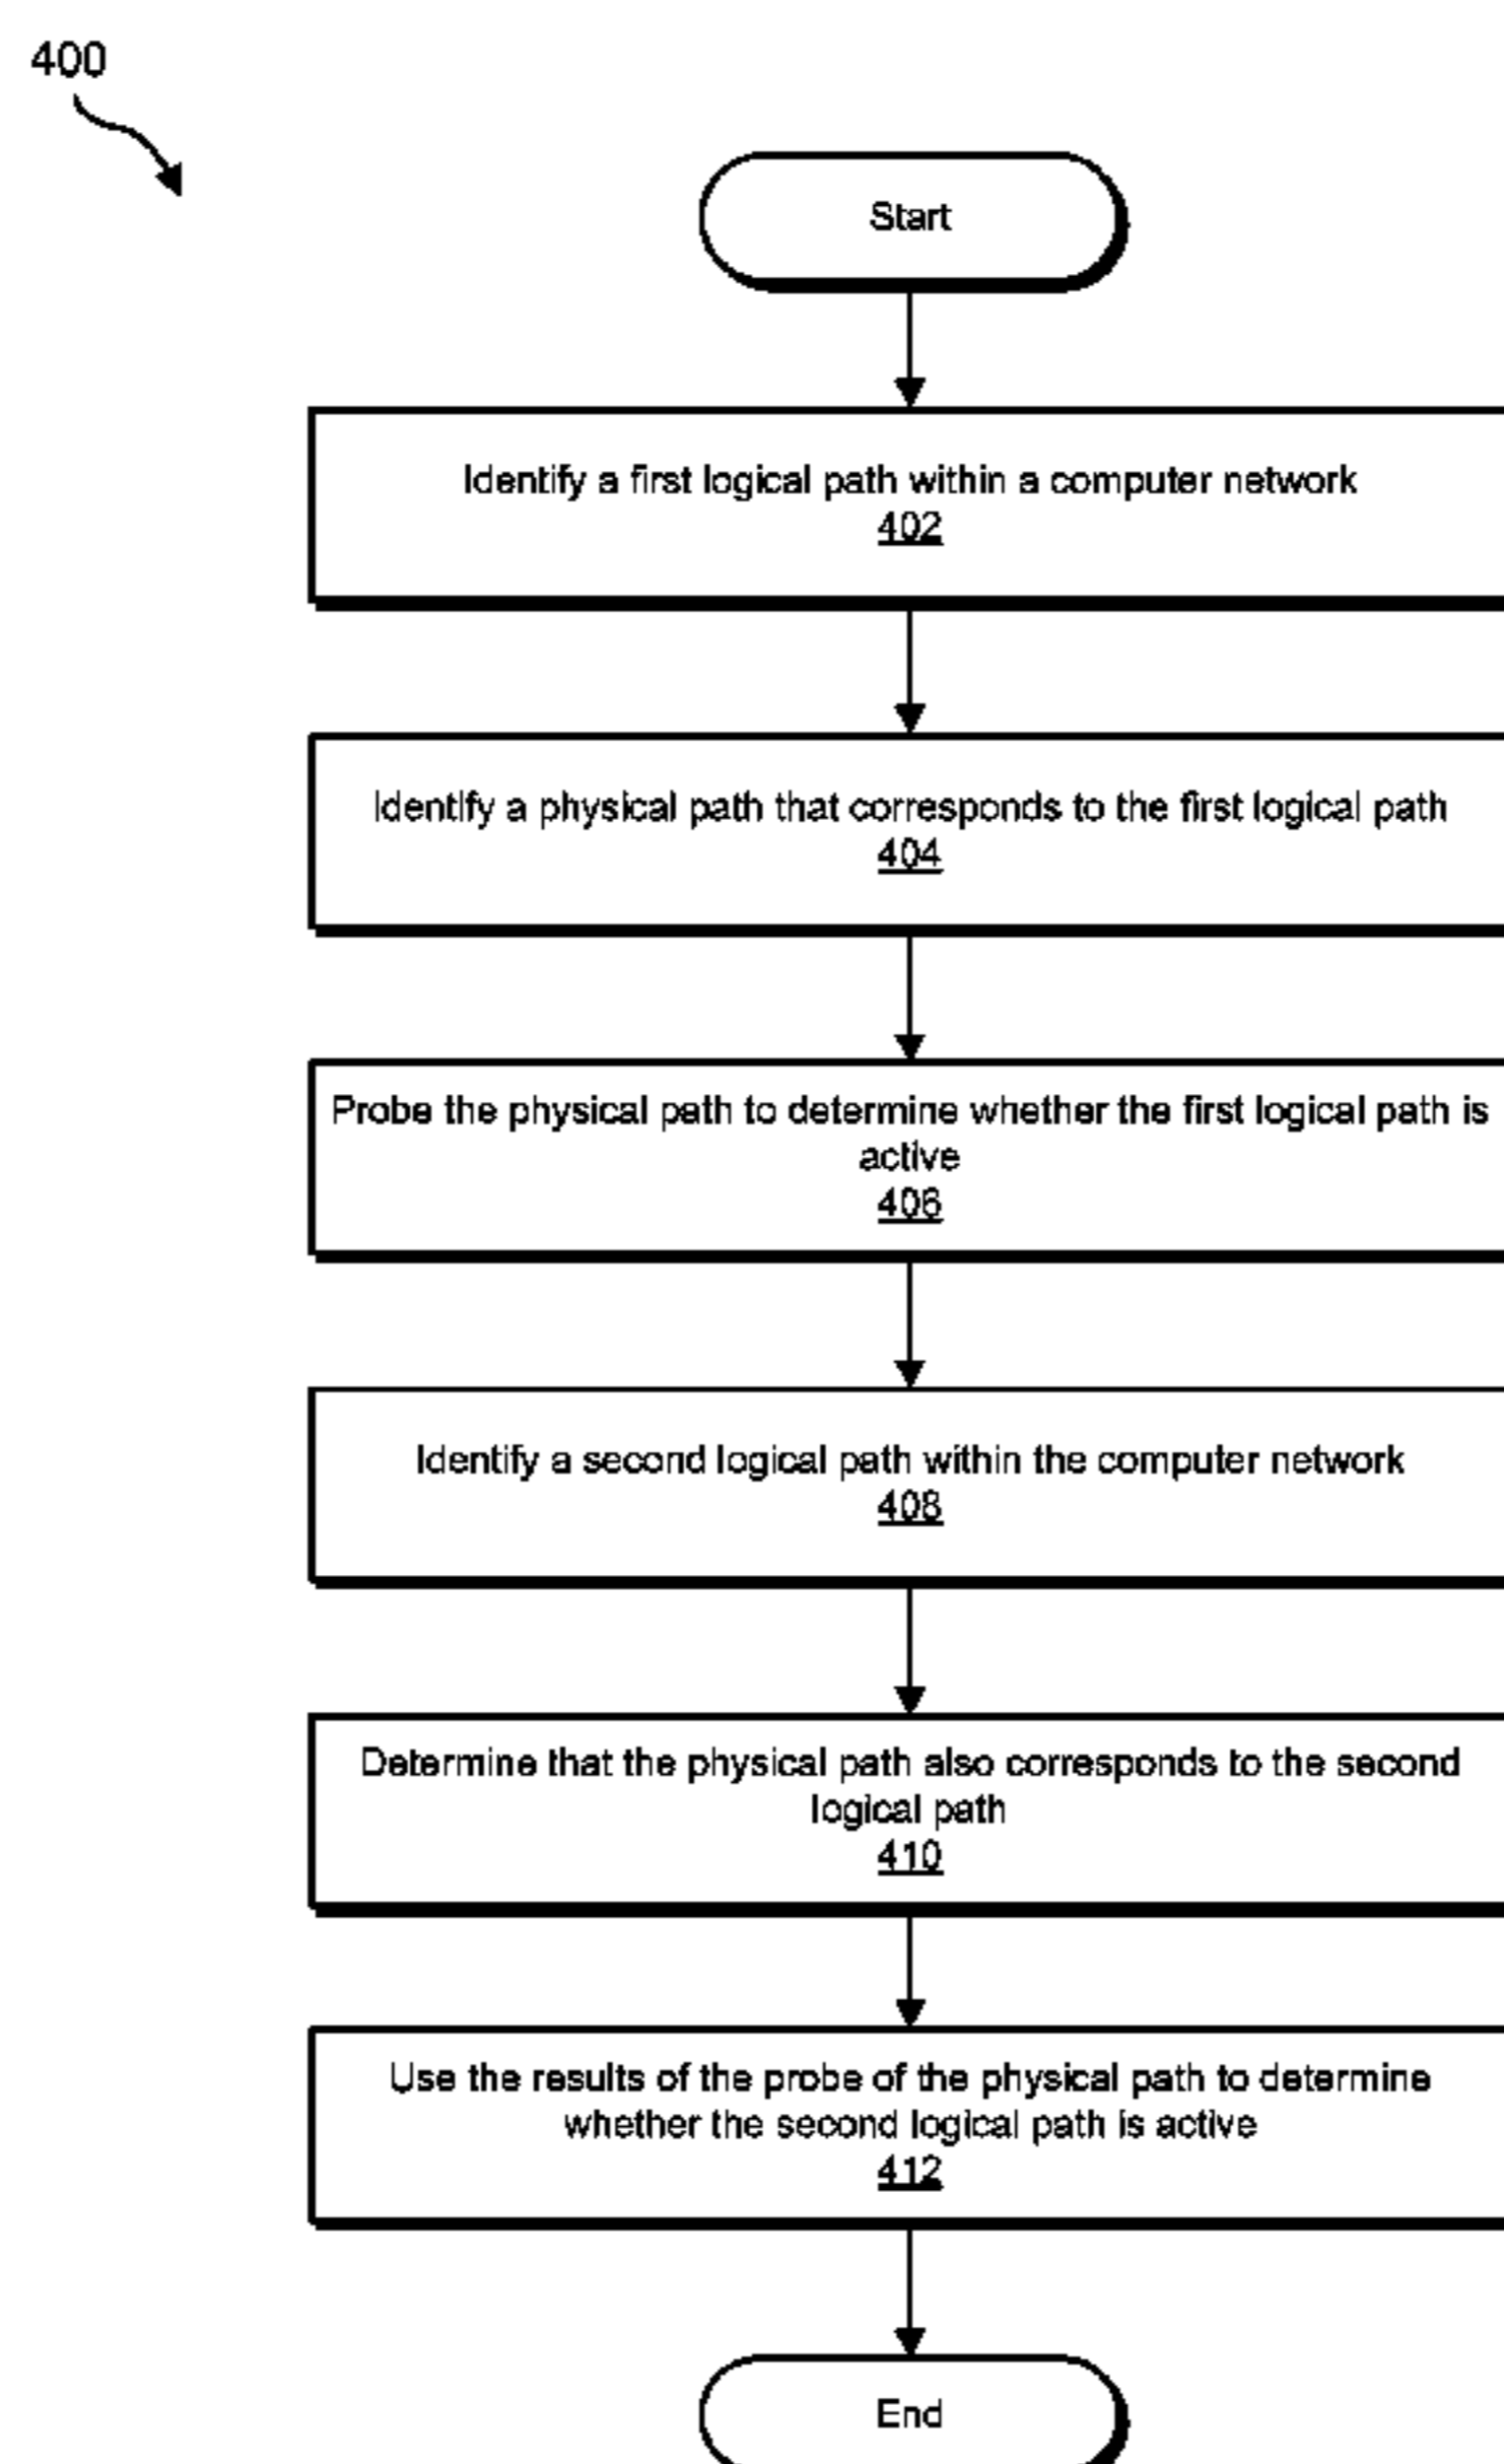 400
Start
Identify a first logical path within a computer network
402
Identify a physical path that corresponds to the first logical path
404
Probe the physical path to determine whether the first logical path is
active
406
Identify a second logical path within the computer network
408
Determine that the physical path also corresponds to the second
logical path
410
Use the results of the probe of the physical path to determine
whether the second logical path is active
412
End